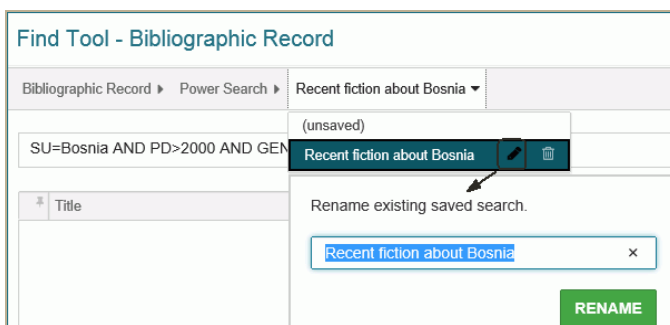 Find Tool - Bibliographic Record
Bibliographic Record Power Search Recent fiction about Bosnia
(unsaved)
SU=Bosnia AND PD>2000 AND GEN
Recent fiction about Bosnia
Title
Rename existing saved search.
Recent fiction about Bosnia
RENAME